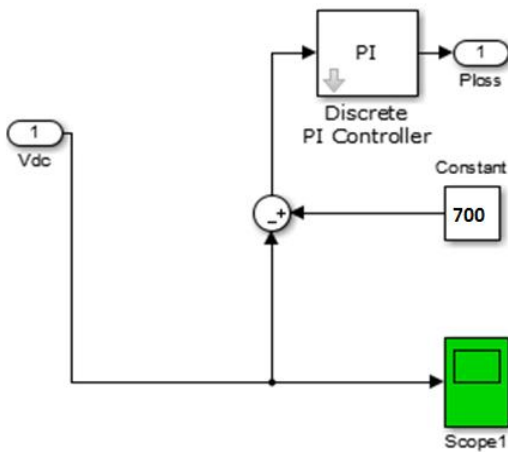 PI
1
Ploss
Discrete
PI Controller
1
Vdc
Constant
700
- +
Scope1